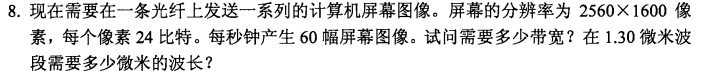 8. 现在需要在一条光纤上发送一系列的计算机屏幕图像。屏幕的分辨率为 2560×1600 像
素，每个像素 24 比特。每秒钟产生 60 幅屏幕图像。试问需要多少带宽？在 1.30 微米波
段需要多少微米的波长？